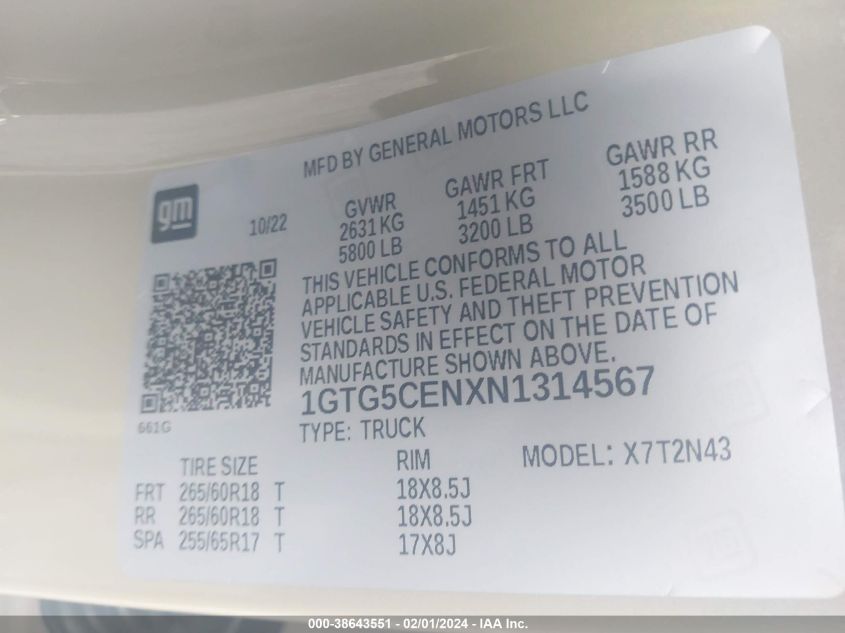 MFD BY GENERAL MOTORS LLC
gm
10/22
GVWR
2631 KG
5800 LB
GAWR FRT
1451 KG
3200 LB
GAWR RR
1588 KG
3500 LB
THIS VEHICLE CONFORMS TO ALL
APPLICABLE U.S. FEDERAL MOTOR
VEHICLE SAFETY AND THEFT PREVENTION
STANDARDS IN EFFECT ON THE DATE OF
MANUFACTURE SHOWN ABOVE.
1GTG5CENXN1314567
661G
TYPE: TRUCK
MODEL: X7T2N43
TIRE SIZE RIM
FRT 265/60R18 T 18X8.5J
RR 265/60R18 T 18X8.5J
SPA 255/65R17 T 17X8J
000-38643551 - 02/01/2024 - IAA Inc.